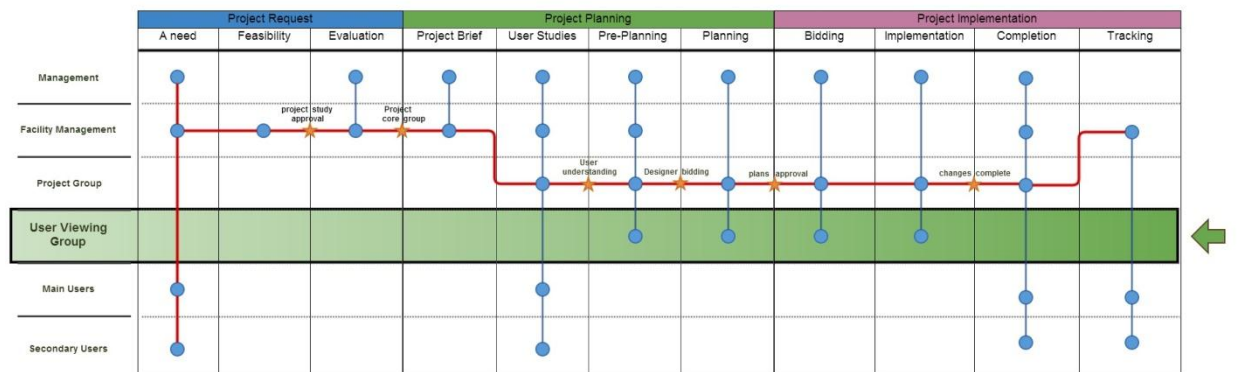 Project Request
Project Planning
Project Implementation
A need
Feasibility
Evaluation
Project Brief
User Studies
Pre-Planning
Planning
Bidding
Implementation
Completion
Tracking
Management
project study
approval
Project
core group
Facility Management
User
understanding
Designer bidding
plans approval
changes complete
Project Group
User Viewing
Group
Main Users
Secondary Users